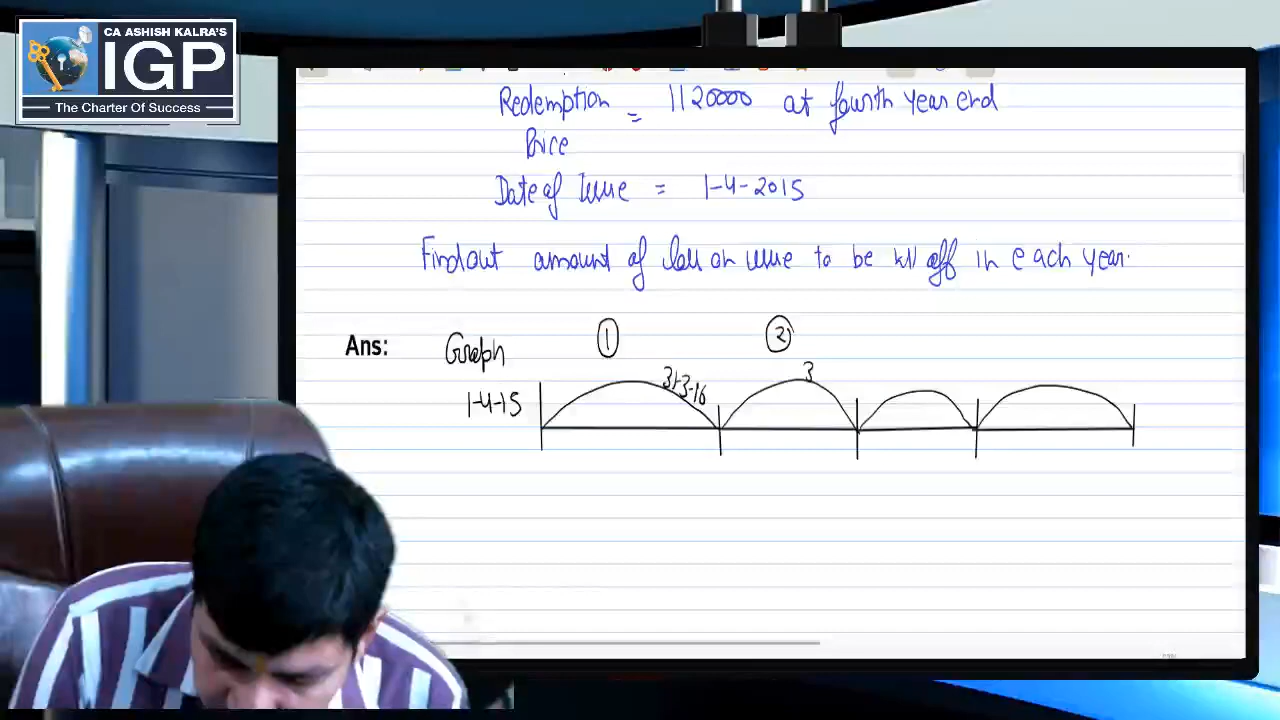 CA ASHISH KALRA'S
IGP
The Charter Of Success
Redemption = 1120000 at fourth year end
Price
Date of Issue = 1-4-2015
Findout amount of loss on issue to be w/off in each year.
Ans: Graph ① ②
1-4-15 31-3-16 3